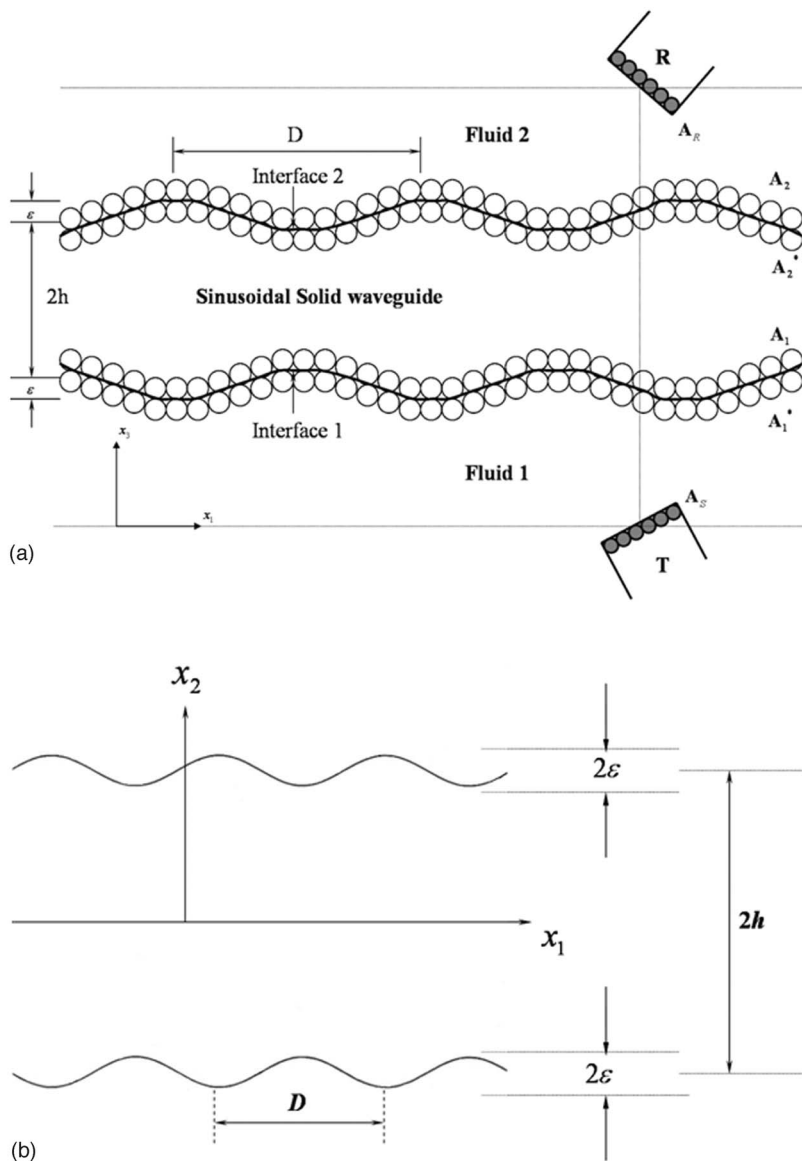 R
A_R
D
Fluid 2
Interface 2
A_2
ε
A_2^*
2h
Sinusoidal Solid waveguide
A_1
ε
Interface 1
A_1^*
x_3
Fluid 1
A_S
x_1
(a)
T
x_2
2ε
2h
x_1
2ε
D
(b)